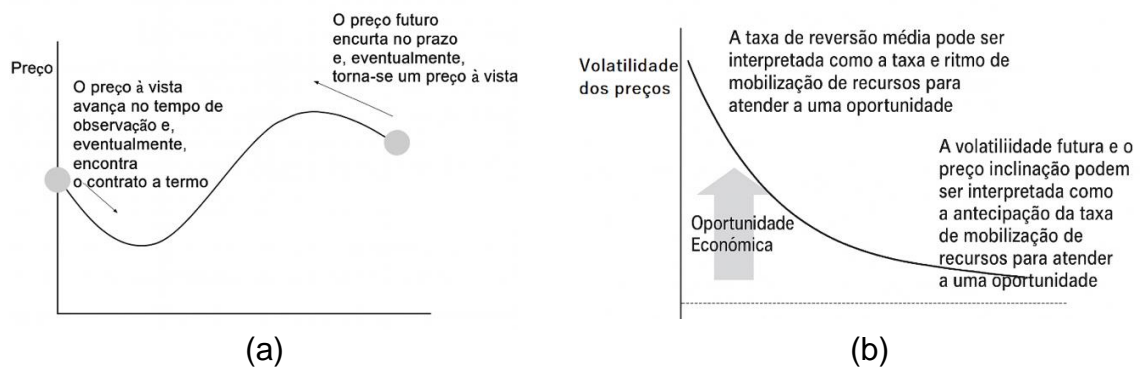 Preço
O preço à vista
avança no tempo de
observação e,
eventualmente,
encontra
o contrato a termo
O preço futuro
encurta no prazo
e, eventualmente,
torna-se um preço à vista
(a)
Volatilidade
dos preços
A taxa de reversão média pode ser
interpretada como a taxa e ritmo de
mobilização de recursos para
atender a uma oportunidade
Oportunidade
Económica
A volatiliidade futura e o
preço inclinação podem
ser interpretada como
a antecipação da taxa
de mobilização de
recursos para atender
a uma oportunidade
(b)